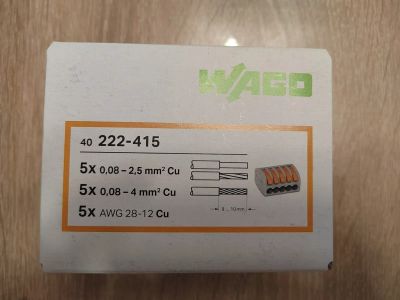 WAGO
40 222-415
5x 0,08 – 2,5 mm² Cu
5x 0,08 – 4 mm² Cu
5x AWG 28-12 Cu
9 ... 10 mm